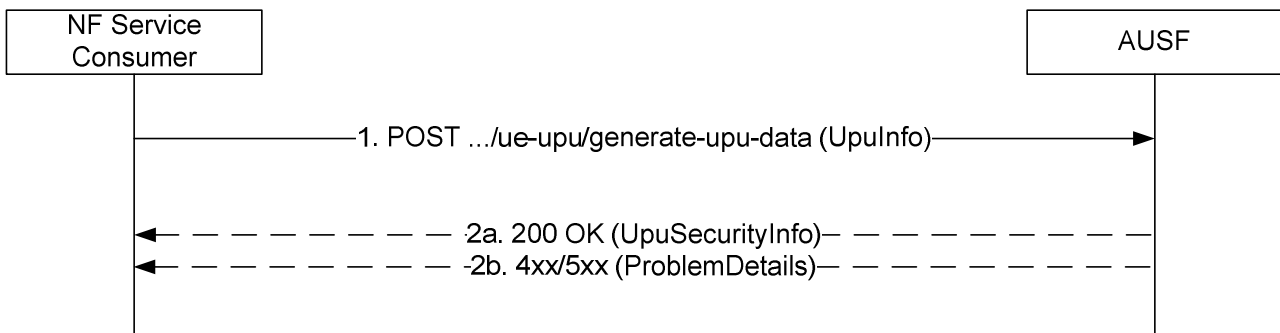 NF Service
Consumer
AUSF
1. POST .../ue-upu/generate-upu-data (UpuInfo)
2a. 200 OK (UpuSecurityInfo)
2b. 4xx/5xx (ProblemDetails)